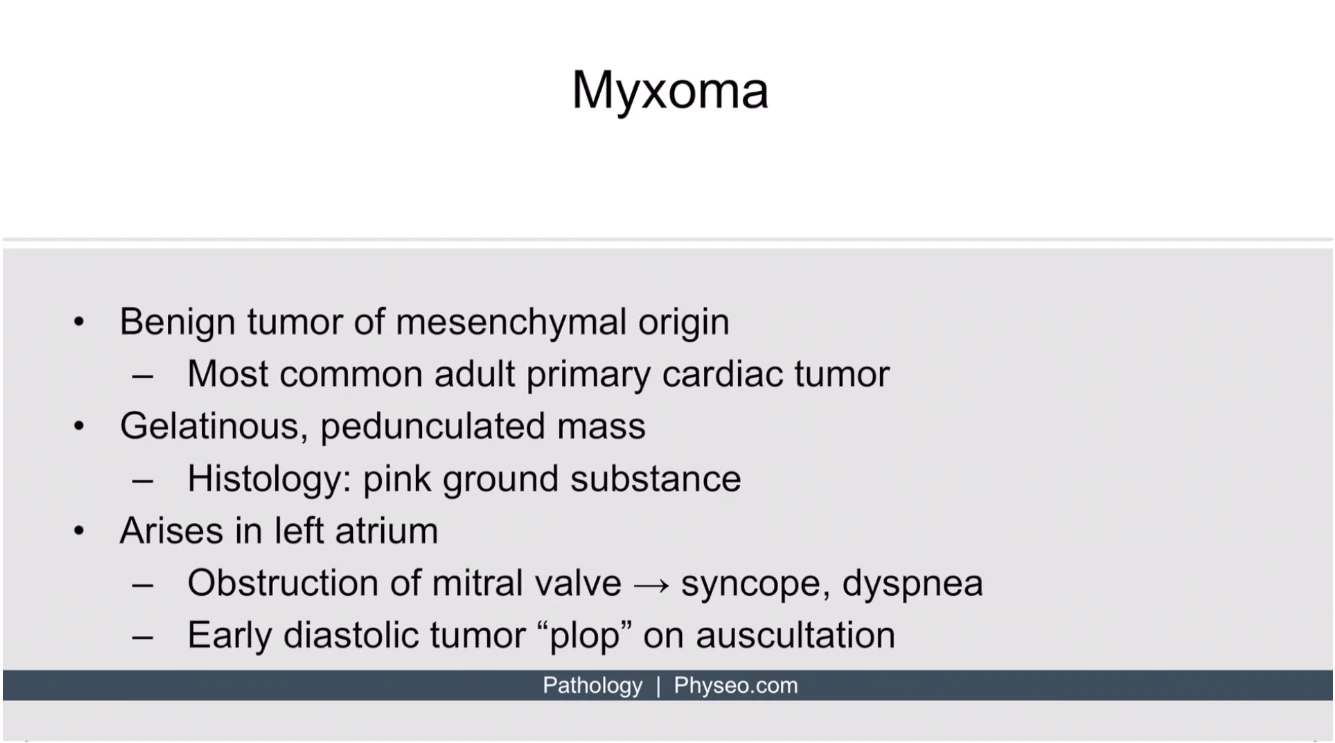 Myxoma
• Benign tumor of mesenchymal origin
– Most common adult primary cardiac tumor
• Gelatinous, pedunculated mass
– Histology: pink ground substance
• Arises in left atrium
– Obstruction of mitral valve → syncope, dyspnea
– Early diastolic tumor “plop” on auscultation
Pathology | Physeo.com